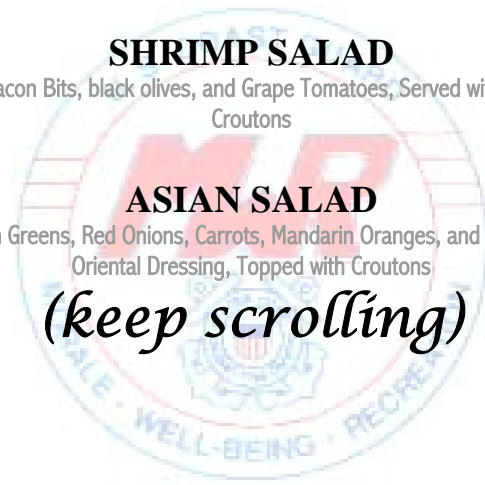 SHRIMP SALAD
acon Bits, black olives, and Grape Tomatoes, Served wi
Croutons
ASIAN SALAD
Greens, Red Onions, Carrots, Mandarin Oranges, and
Oriental Dressing, Topped with Croutons
(keep scrolling)
MWR
WELL-BEING